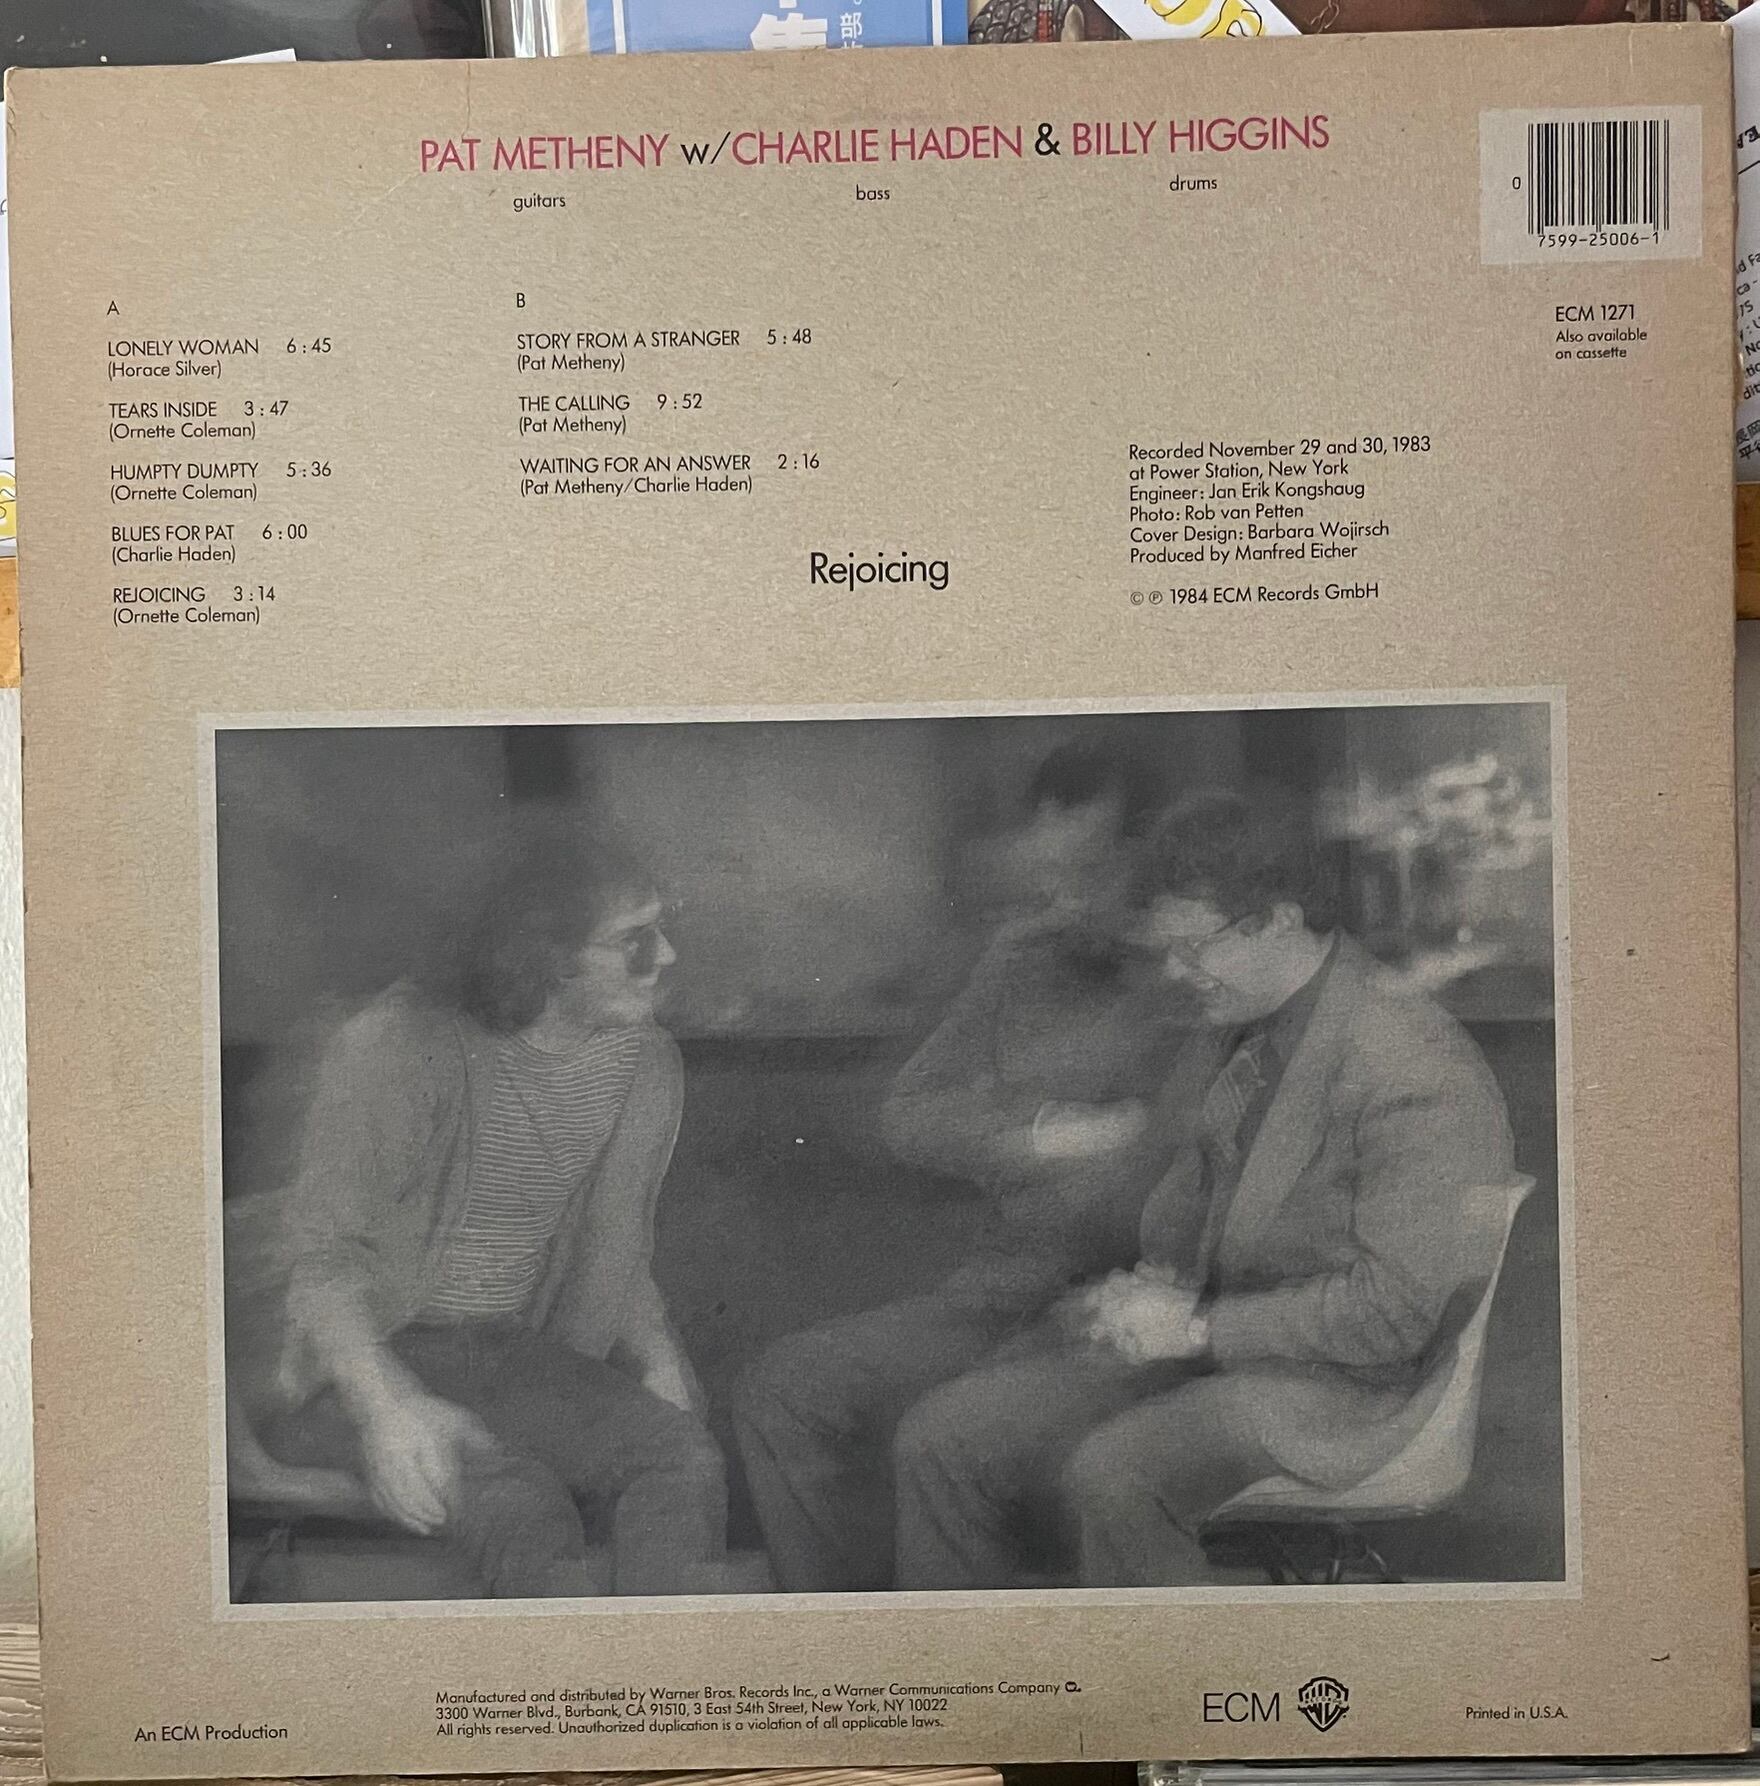 部
PAT METHENY w/CHARLIE HADEN & BILLY HIGGINS
guitars bass drums
0 7599-25006-1
A
LONELY WOMAN 6:45
(Horace Silver)
TEARS INSIDE 3:47
(Ornette Coleman)
HUMPTY DUMPTY 5:36
(Ornette Coleman)
BLUES FOR PAT 6:00
(Charlie Haden)
REJOICING 3:14
(Ornette Coleman)
B
STORY FROM A STRANGER 5:48
(Pat Metheny)
THE CALLING 9:52
(Pat Metheny)
WAITING FOR AN ANSWER 2:16
(Pat Metheny/Charlie Haden)
Rejoicing
ECM 1271
Also available
on cassette
Recorded November 29 and 30, 1983
at Power Station, New York
Engineer: Jan Erik Kongshaug
Photo: Rob van Petten
Cover Design: Barbara Wojirsch
Produced by Manfred Eicher
© ℗ 1984 ECM Records GmbH
An ECM Production
Manufactured and distributed by Warner Bros. Records Inc., a Warner Communications Company
3300 Warner Blvd., Burbank, CA 91510, 3 East 54th Street, New York, NY 10022
All rights reserved. Unauthorized duplication is a violation of all applicable laws.
ECM
Printed in U.S.A.